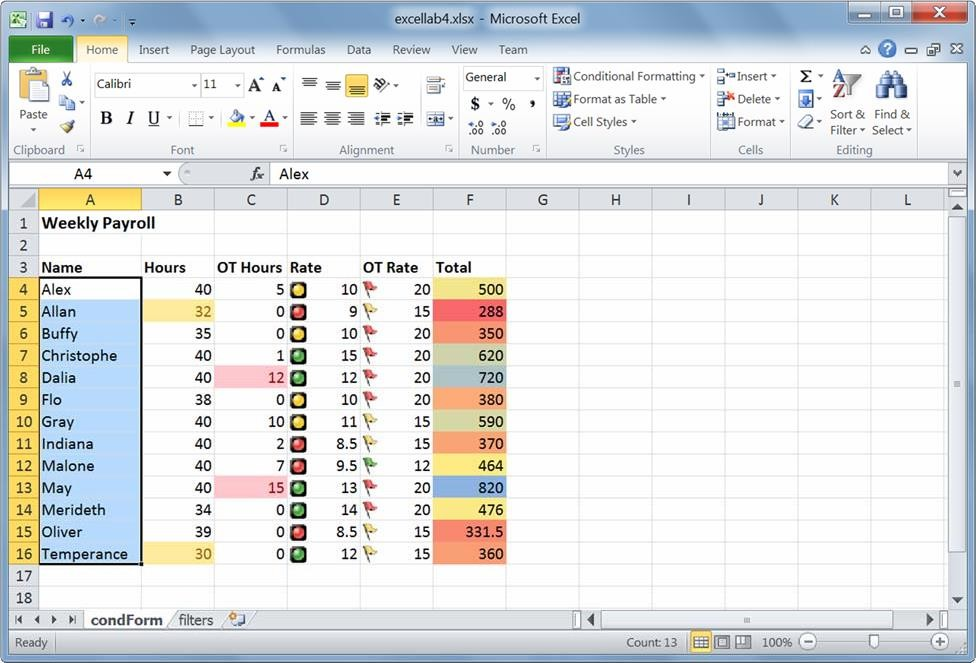 excellab4.xlsx - Microsoft Excel
File Home Insert Page Layout Formulas Data Review View Team
Paste
Clipboard
Calibri 11
B I U A A A
Font
Alignment
General
$ % ,
.00 .00
Number
Conditional Formatting
Format as Table
Cell Styles
Styles
Insert
Delete
Format
Cells
Σ
Sort & Filter
Find & Select
Editing
A4 fx Alex
A B C D E F G H I J K L
1 Weekly Payroll
2
3 Name Hours OT Hours Rate OT Rate Total
4 Alex 40 5 10 20 500
5 Allan 32 0 9 15 288
6 Buffy 35 0 10 20 350
7 Christophe 40 1 15 20 620
8 Dalia 40 12 12 20 720
9 Flo 38 0 10 20 380
10 Gray 40 10 11 15 590
11 Indiana 40 2 8.5 15 370
12 Malone 40 7 9.5 12 464
13 May 40 15 13 20 820
14 Merideth 34 0 14 20 476
15 Oliver 39 0 8.5 15 331.5
16 Temperance 30 0 12 15 360
17
18
condForm filters
Ready Count: 13 100%